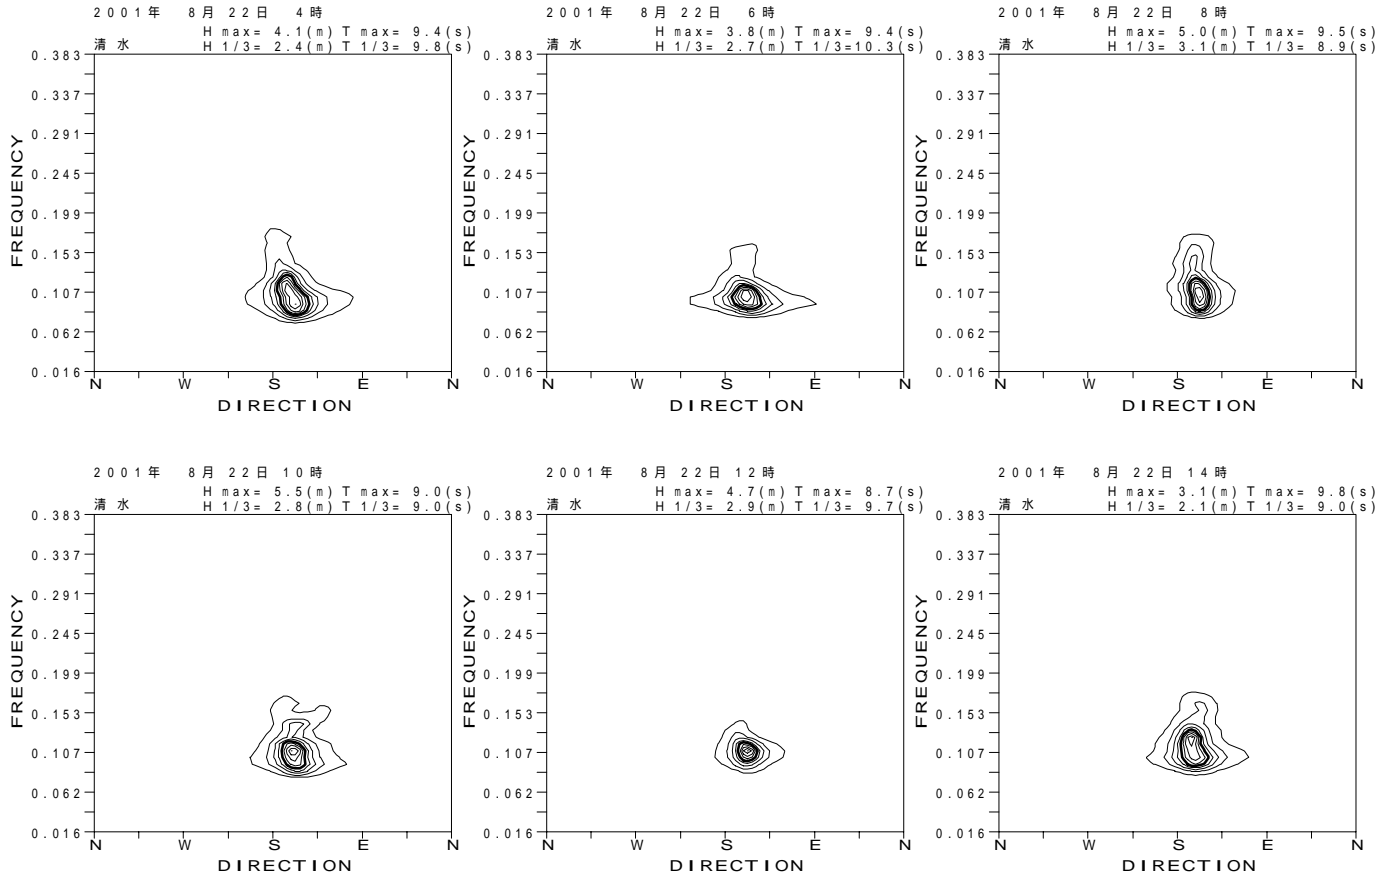 2001年 8月 22日 4時
H max= 4.1(m) T max= 9.4(s)
清水 H 1/3= 2.4(m) T 1/3= 9.8(s)
0.383
0.337
0.291
0.245
0.199
0.153
0.107
0.062
0.016
FREQUENCY
N W S E N
DIRECTION
2001年 8月 22日 6時
H max= 3.8(m) T max= 9.4(s)
清水 H 1/3= 2.7(m) T 1/3=10.3(s)
0.383
0.337
0.291
0.245
0.199
0.153
0.107
0.062
0.016
FREQUENCY
N W S E N
DIRECTION
2001年 8月 22日 8時
H max= 5.0(m) T max= 9.5(s)
清水 H 1/3= 3.1(m) T 1/3= 8.9(s)
0.383
0.337
0.291
0.245
0.199
0.153
0.107
0.062
0.016
FREQUENCY
N W S E N
DIRECTION
2001年 8月 22日 10時
H max= 5.5(m) T max= 9.0(s)
清水 H 1/3= 2.8(m) T 1/3= 9.0(s)
0.383
0.337
0.291
0.245
0.199
0.153
0.107
0.062
0.016
FREQUENCY
N W S E N
DIRECTION
2001年 8月 22日 12時
H max= 4.7(m) T max= 8.7(s)
清水 H 1/3= 2.9(m) T 1/3= 9.7(s)
0.383
0.337
0.291
0.245
0.199
0.153
0.107
0.062
0.016
FREQUENCY
N W S E N
DIRECTION
2001年 8月 22日 14時
H max= 3.1(m) T max= 9.8(s)
清水 H 1/3= 2.1(m) T 1/3= 9.0(s)
0.383
0.337
0.291
0.245
0.199
0.153
0.107
0.062
0.016
FREQUENCY
N W S E N
DIRECTION